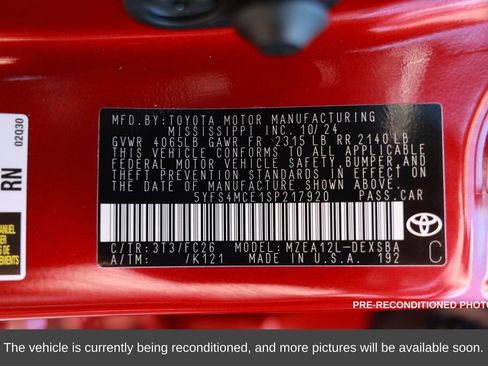 MFD. BY: TOYOTA MOTOR MANUFACTURING
MISSISSIPPI INC. 10/24
GVWR 4065LB GAWR FR 2315 LB RR 2140 LB
THIS VEHICLE CONFORMS TO ALL APPLICABLE
FEDERAL MOTOR VEHICLE SAFETY, BUMPER, AND
THEFT PREVENTION STANDARDS IN EFFECT ON
THE DATE OF MANUFACTURE SHOWN ABOVE.
5YFS4MCE1SP217920 PASS. CAR
C/TR: 3T3/FC26 MODEL: MZEA12L-DEXSBA
A/TM: /K121 MADE IN U.S.A. 192
C
02030
RN
PRE-RECONDITIONED PHOTO
The vehicle is currently being reconditioned, and more pictures will be available soon.